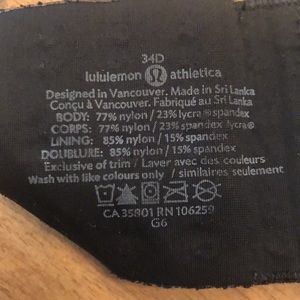 34D
lululemon athletica
Designed in Vancouver. Made in Sri Lanka
Conçu à Vancouver. Fabriqué au Sri Lanka
BODY: 77% nylon / 23% lycra® spandex
CORPS: 77% nylon / 23% spandex lycra®
LINING: 85% nylon / 15% spandex
DOUBLURE: 85% nylon / 15% spandex
Exclusive of trim / Laver avec des couleurs
Wash with like colours only / similaires seulement
CA 35801 RN 106259
G6